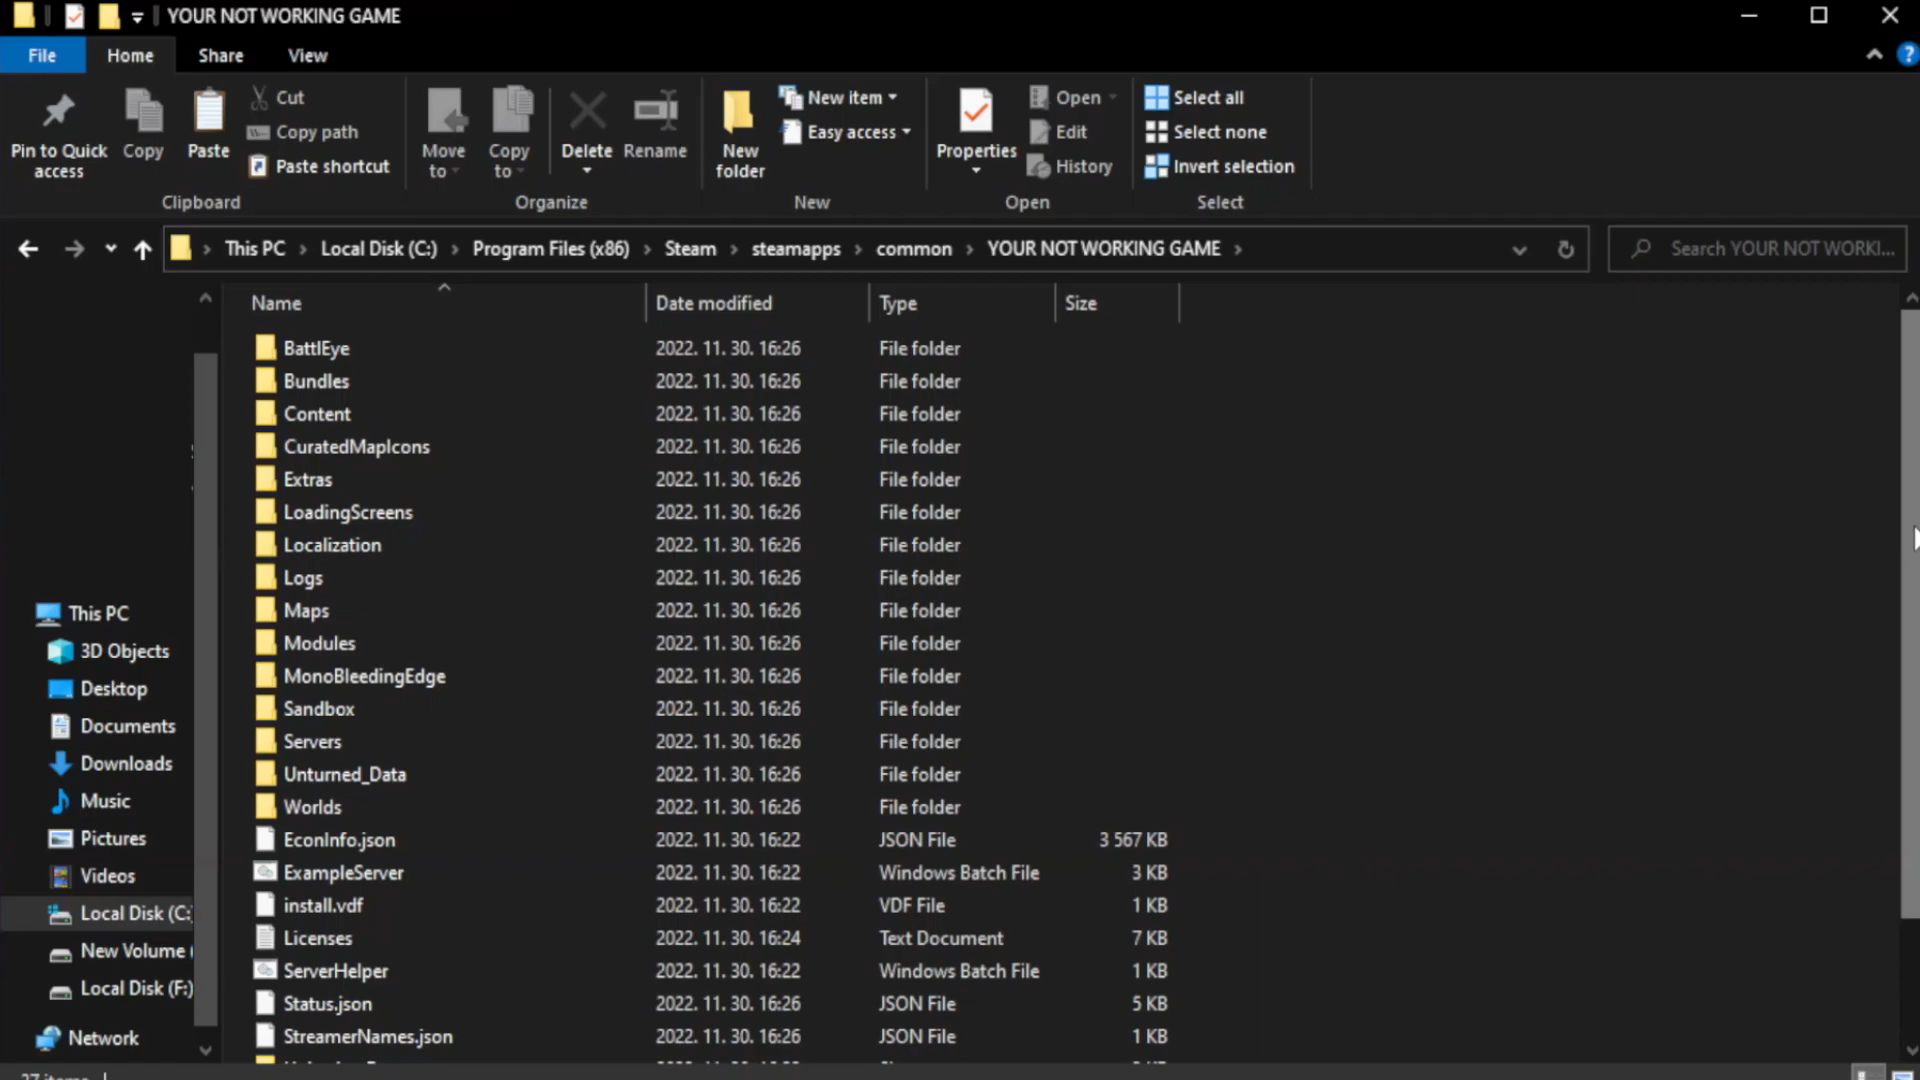 YOUR NOT WORKING GAME
File Home Share View
Pin to Quick access
Copy
Paste
Cut
Copy path
Paste shortcut
Clipboard
Move to
Copy to
Delete
Rename
Organize
New folder
New item
Easy access
New
Properties
Open
Edit
History
Open
Select all
Select none
Invert selection
Select
This PC Local Disk (C:) Program Files (x86) Steam steamapps common YOUR NOT WORKING GAME
Search YOUR NOT WORKI...
Name Date modified Type Size
BattlEye 2022. 11. 30. 16:26 File folder
Bundles 2022. 11. 30. 16:26 File folder
Content 2022. 11. 30. 16:26 File folder
CuratedMapIcons 2022. 11. 30. 16:26 File folder
Extras 2022. 11. 30. 16:26 File folder
LoadingScreens 2022. 11. 30. 16:26 File folder
Localization 2022. 11. 30. 16:26 File folder
Logs 2022. 11. 30. 16:26 File folder
Maps 2022. 11. 30. 16:26 File folder
Modules 2022. 11. 30. 16:26 File folder
MonoBleedingEdge 2022. 11. 30. 16:26 File folder
Sandbox 2022. 11. 30. 16:26 File folder
Servers 2022. 11. 30. 16:26 File folder
Unturned_Data 2022. 11. 30. 16:26 File folder
Worlds 2022. 11. 30. 16:26 File folder
EconInfo.json 2022. 11. 30. 16:22 JSON File 3 567 KB
ExampleServer 2022. 11. 30. 16:22 Windows Batch File 3 KB
install.vdf 2022. 11. 30. 16:22 VDF File 1 KB
Licenses 2022. 11. 30. 16:24 Text Document 7 KB
ServerHelper 2022. 11. 30. 16:22 Windows Batch File 1 KB
Status.json 2022. 11. 30. 16:26 JSON File 5 KB
StreamerNames.json 2022. 11. 30. 16:26 JSON File 1 KB
This PC
3D Objects
Desktop
Documents
Downloads
Music
Pictures
Videos
Local Disk (C:)
New Volume (
Local Disk (F:)
Network